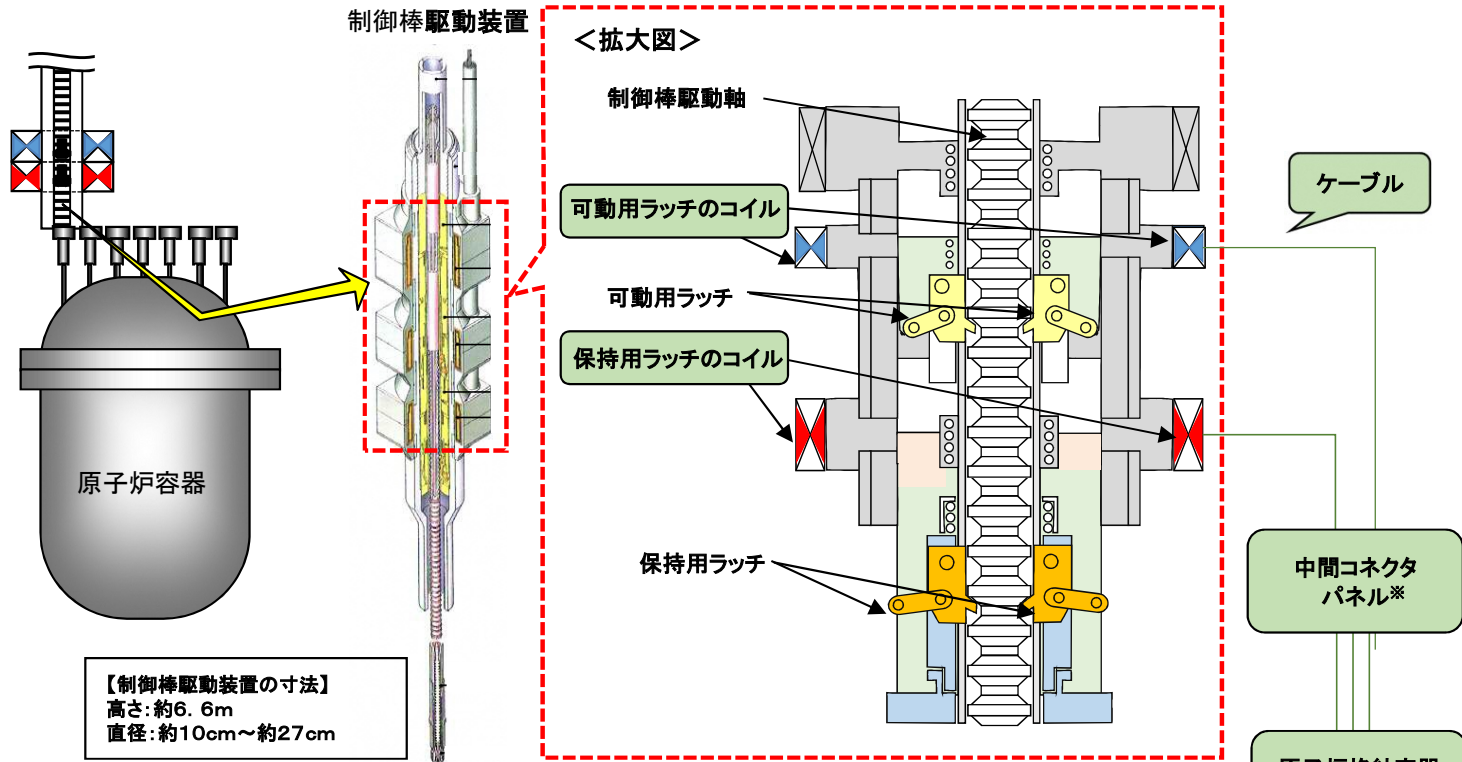 制御棒駆動装置
＜拡大図＞
制御棒駆動軸
ケーブル
可動用ラッチのコイル
可動用ラッチ
保持用ラッチのコイル
原子炉容器
保持用ラッチ
中間コネクタ
パネル※
【制御棒駆動装置の寸法】
高さ：約6．6m
直径：約10cm～約27cm